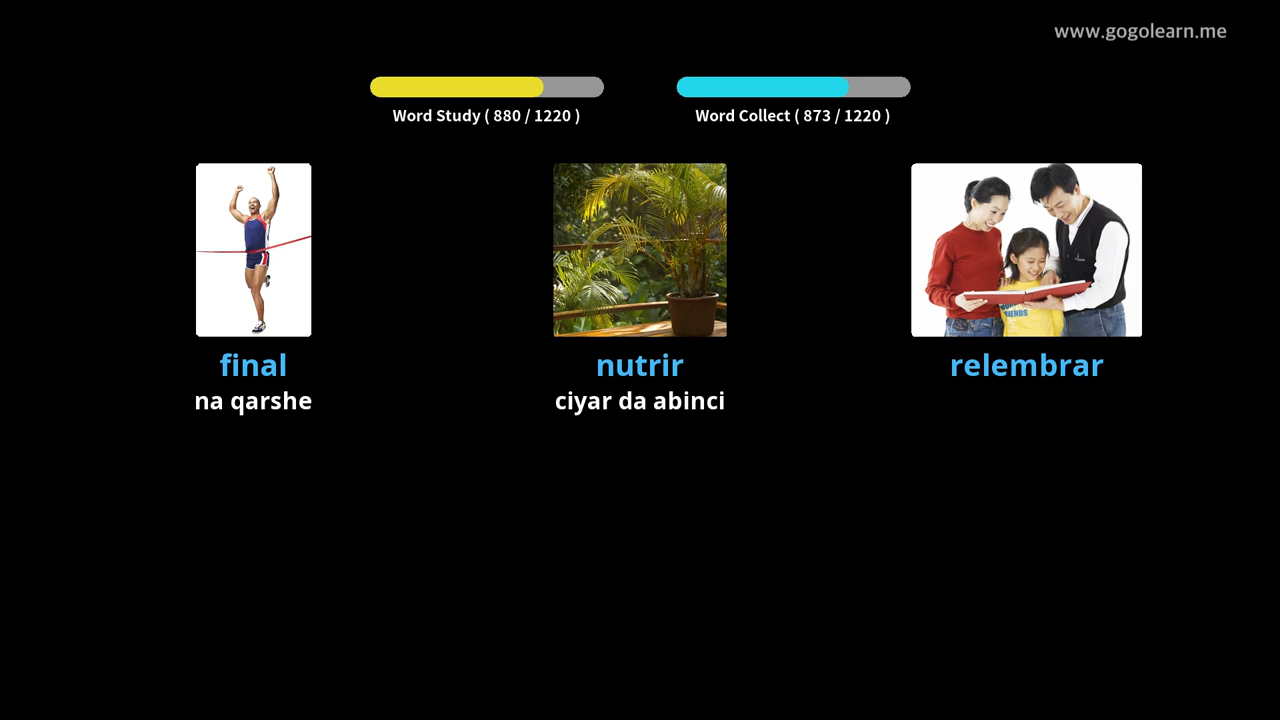 www.gogolearn.me
Word Study ( 880 / 1220 )
Word Collect ( 873 / 1220 )
final
nutrir
relembrar
na qarshe
ciyar da abinci